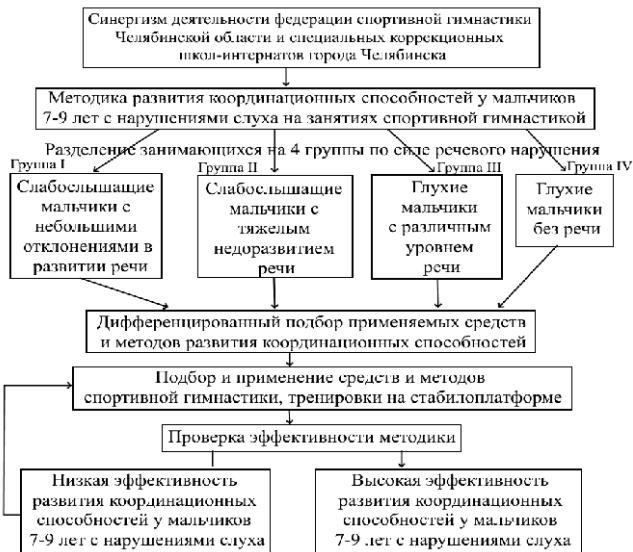 Синергизм деятельности федерации спортивной гимнастики
Челябинской области и специальных коррекционных
школ-интернатов города Челябинска
Методика развития координационных способностей у мальчиков
7-9 лет с нарушениями слуха на занятиях спортивной гимнастикой
Разделение занимающихся на 4 группы по силе речевого нарушения
Группа I
Слабослышащие
мальчики с
небольшими
отклонениями в
развитии речи
Группа II
Слабослышащие
мальчики с
тяжелым
недоразвитием
речи
Группа III
Глухие
мальчики
с различным
уровнем
речи
Группа IV
Глухие
мальчики
без речи
Дифференцированный подбор применяемых средств
и методов развития координационных способностей
Подбор и применение средств и методов
спортивной гимнастики, тренировки на стабилоплатформе
Проверка эффективности методики
Низкая эффективность
развития координационных
способностей у мальчиков
7-9 лет с нарушениями слуха
Высокая эффективность
развития координационных
способностей у мальчиков
7-9 лет с нарушениями слуха